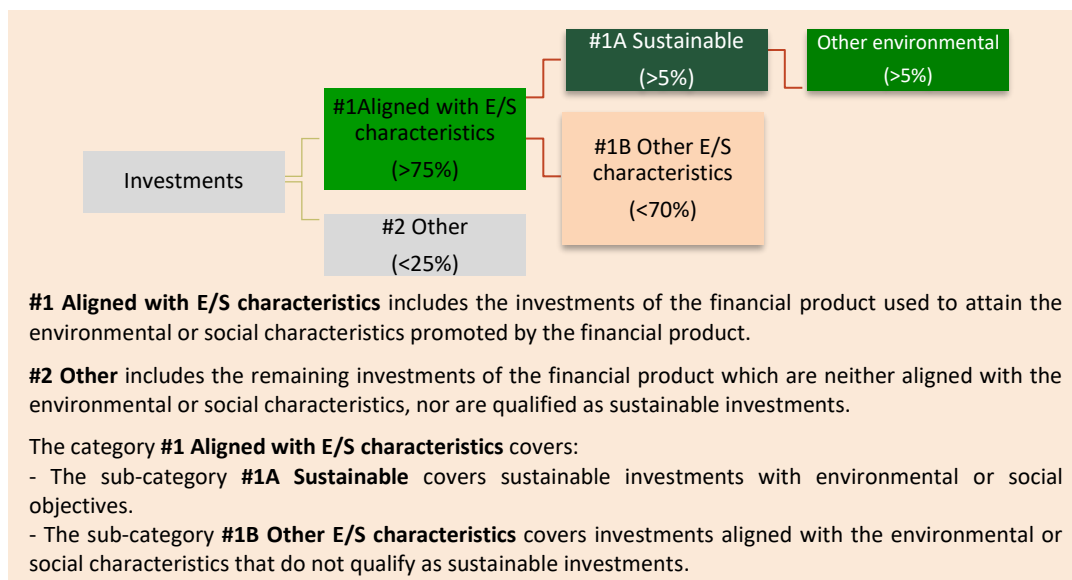 #1A Sustainable
(>5%)
Other environmental
(>5%)
#1Aligned with E/S
characteristics
(>75%)
#1B Other E/S
characteristics
(<70%)
Investments
#2 Other
(<25%)
#1 Aligned with E/S characteristics includes the investments of the financial product used to attain the
environmental or social characteristics promoted by the financial product.
#2 Other includes the remaining investments of the financial product which are neither aligned with the
environmental or social characteristics, nor are qualified as sustainable investments.
The category #1 Aligned with E/S characteristics covers:
- The sub-category #1A Sustainable covers sustainable investments with environmental or social
objectives.
- The sub-category #1B Other E/S characteristics covers investments aligned with the environmental or
social characteristics that do not qualify as sustainable investments.